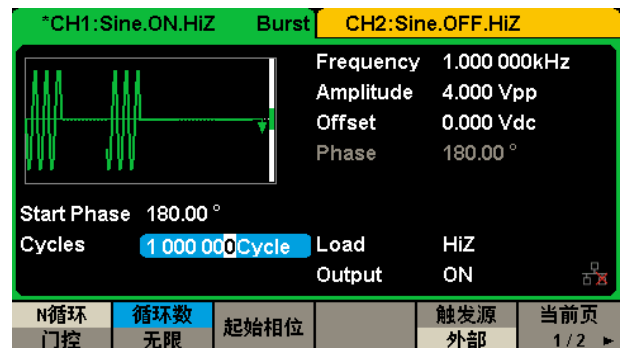 *CH1:Sine.ON.HiZ Burst CH2:Sine.OFF.HiZ
Frequency 1.000 000kHz
Amplitude 4.000 Vpp
Offset 0.000 Vdc
Phase 180.00 °
Start Phase 180.00 °
Cycles 1 000 000Cycle Load HiZ
Output ON
N循环 循环数 起始相位 触发源 当前页
门控 无限 外部 1 / 2 ►